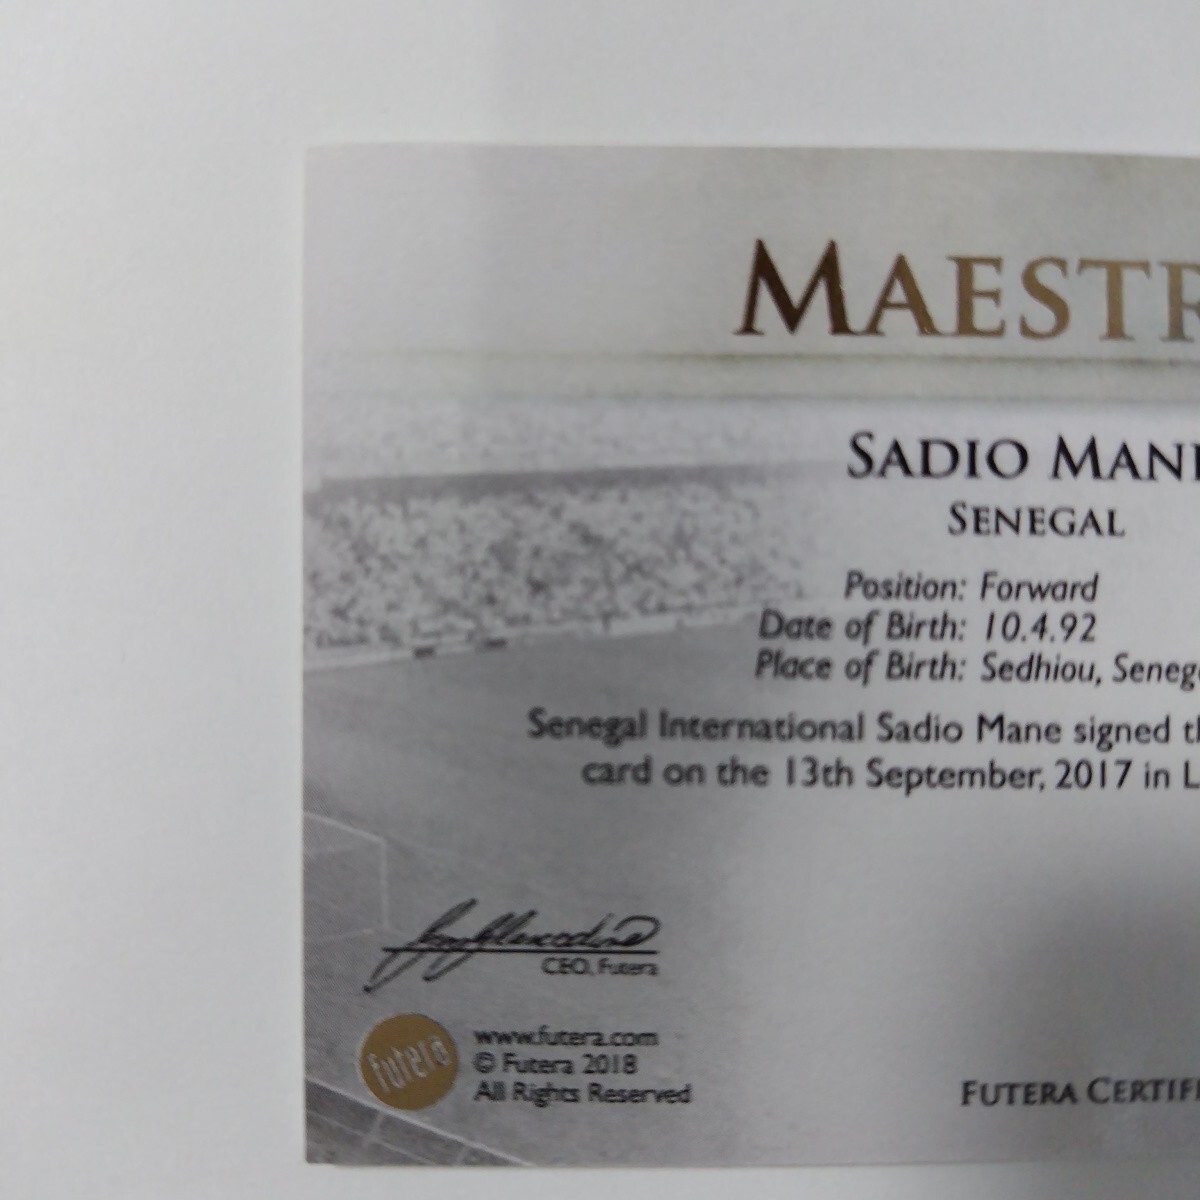 MAESTR
SADIO MANE
SENEGAL
Position: Forward
Date of Birth: 10.4.92
Place of Birth: Sedhiou, Seneg
Senegal International Sadio Mane signed th
card on the 13th September, 2017 in L
CEO, Futera
futera
www.futera.com
© Futera 2018
All Rights Reserved
FUTERA CERTIF